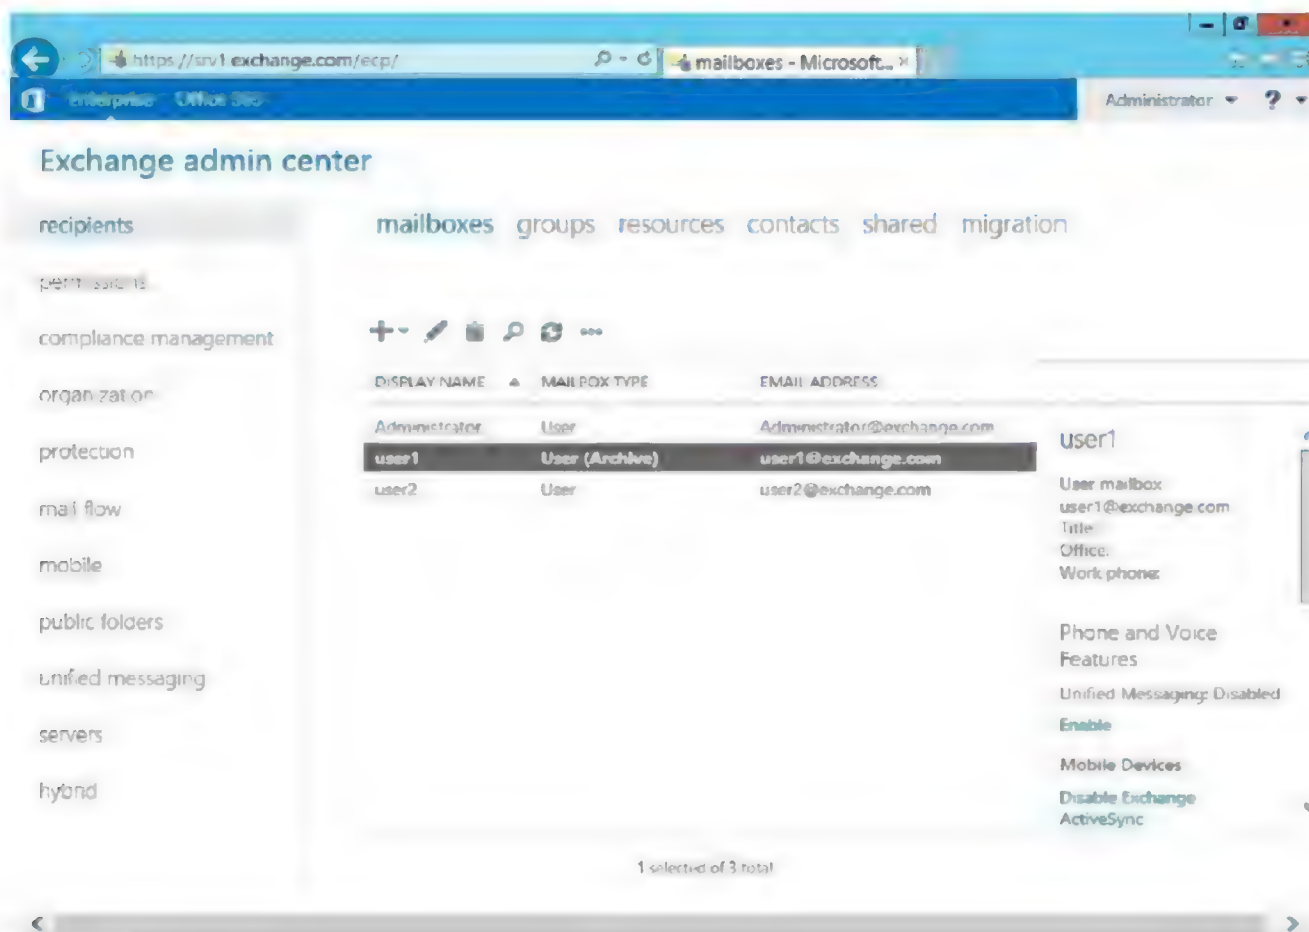 https://srv1.exchange.com/ecp/
mailboxes - Microsoft... ×
Enterprise Office 365
Administrator ?
Exchange admin center
recipients
permissions
compliance management
organization
protection
mail flow
mobile
public folders
unified messaging
servers
hybrid
mailboxes groups resources contacts shared migration
DISPLAY NAME MAILBOX TYPE EMAIL ADDRESS
Administrator User Administrator@exchange.com
user1 User (Archive) user1@exchange.com
user2 User user2@exchange.com
1 selected of 3 total
user1
User mailbox
user1@exchange.com
Title:
Office:
Work phone:
Phone and Voice
Features
Unified Messaging: Disabled
Enable
Mobile Devices
Disable Exchange
ActiveSync